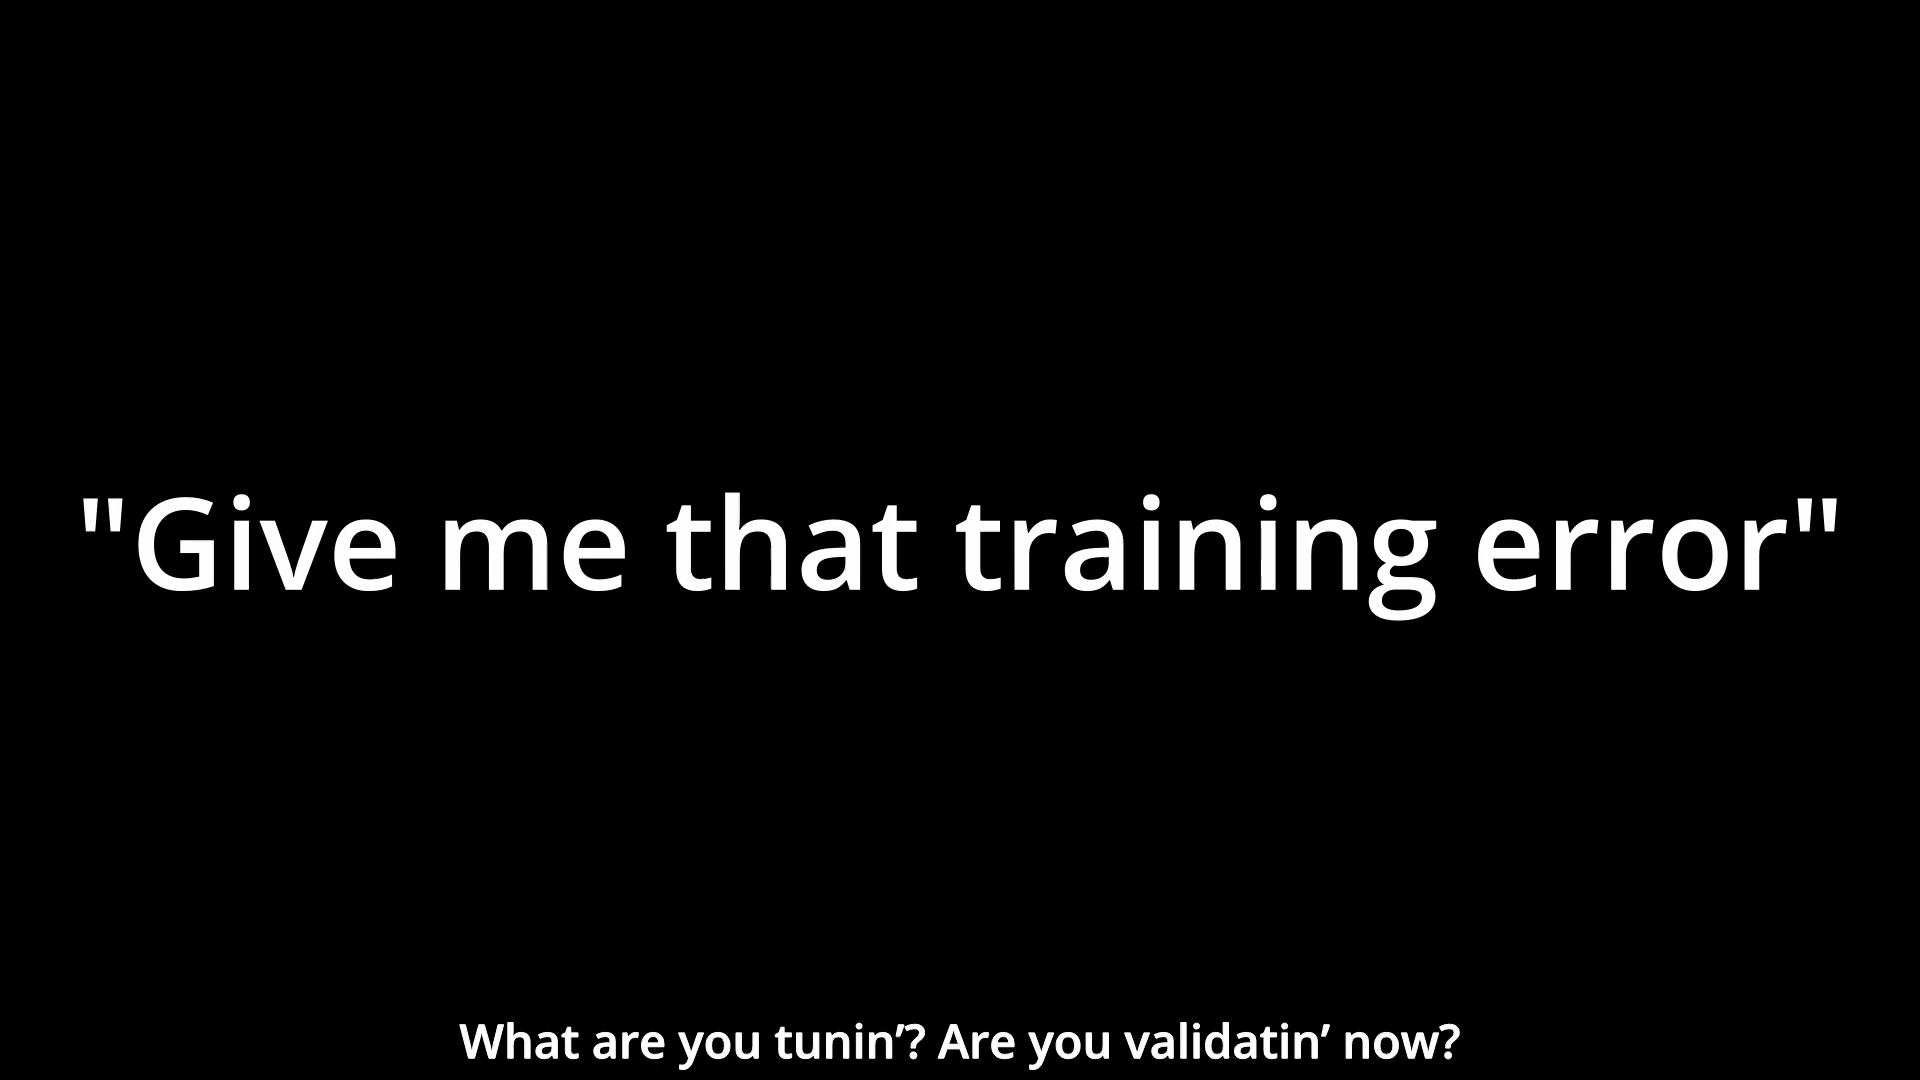 "Give me that training error"
What are you tunin’? Are you validatin’ now?